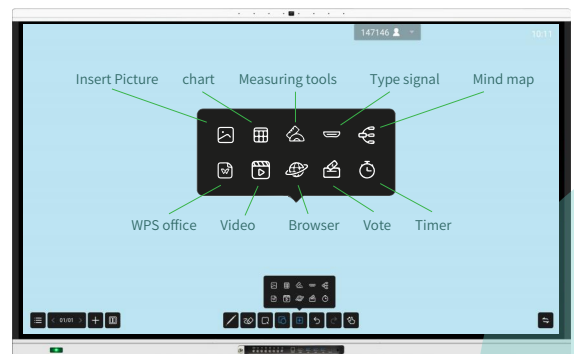 147146
10:11
Insert Picture chart Measuring tools Type signal Mind map
WPS office Video Browser Vote Timer
01/01